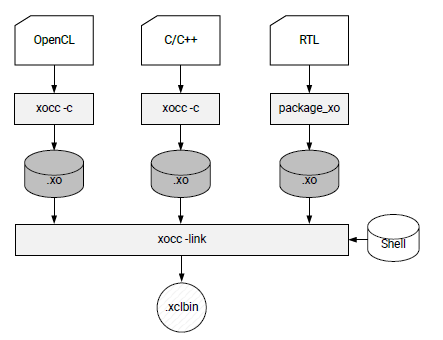 OpenCL
C/C++
RTL
xocc -c
xocc -c
package_xo
.xo
.xo
.xo
xocc -link
Shell
.xclbin